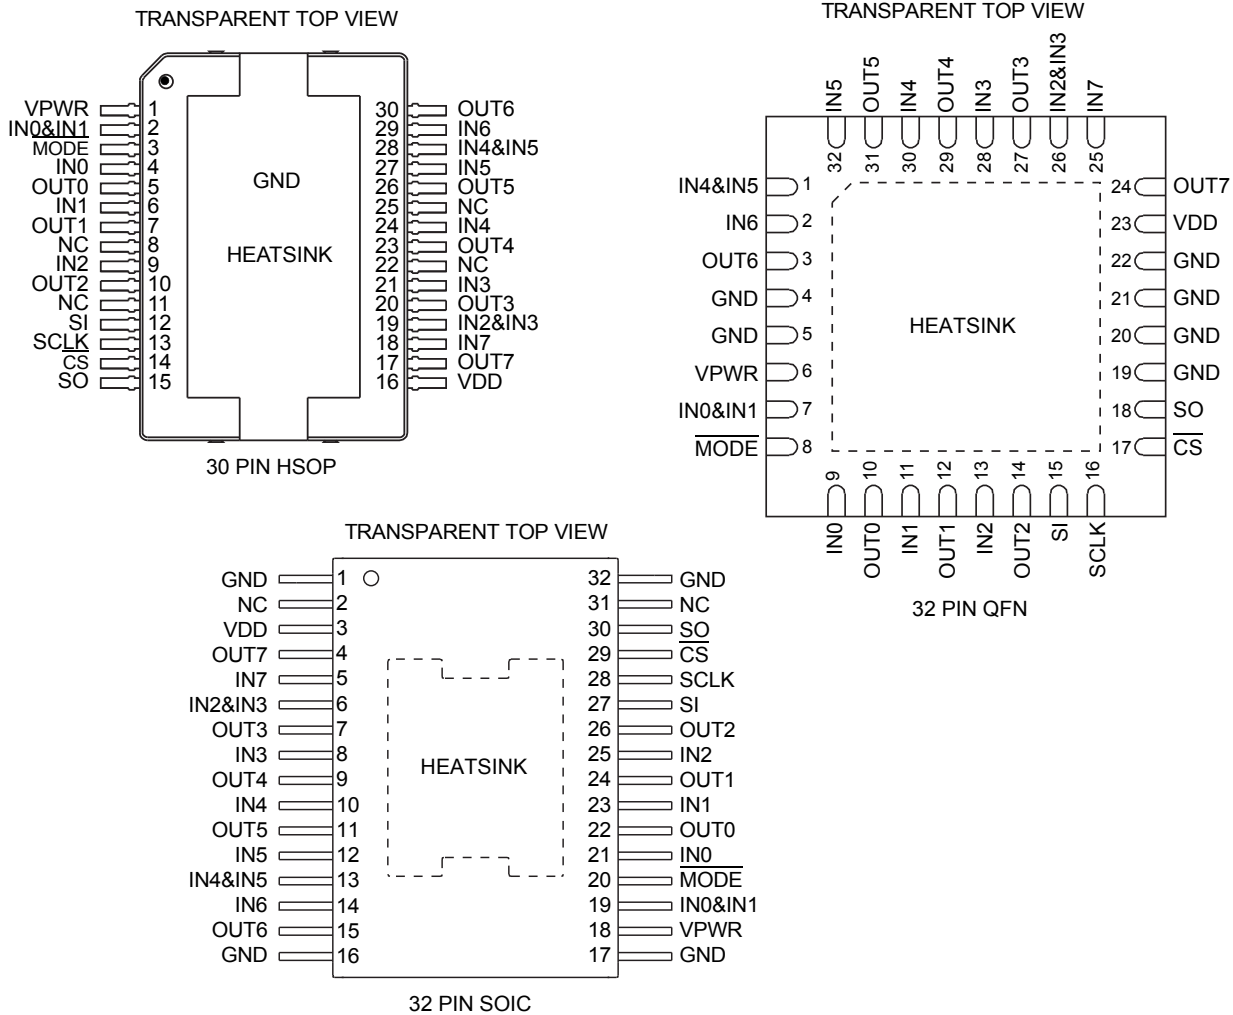 TRANSPARENT TOP VIEW
VPWR 1 30 OUT6
IN0&IN1 2 29 IN6
MODE 3 28 IN4&IN5
IN0 4 27 IN5
OUT0 5 26 OUT5
IN1 6 25 NC
OUT1 7 24 IN4
NC 8 23 OUT4
IN2 9 22 NC
OUT2 10 21 IN3
NC 11 20 OUT3
SI 12 19 IN2&IN3
SCLK 13 18 IN7
CS 14 17 OUT7
SO 15 16 VDD
GND
HEATSINK
30 PIN HSOP
TRANSPARENT TOP VIEW
IN5 OUT5 IN4 OUT4 IN3 OUT3 IN2&IN3 IN7
32 31 30 29 28 27 26 25
IN4&IN5 1 24 OUT7
IN6 2 23 VDD
OUT6 3 22 GND
GND 4 21 GND
GND 5 20 GND
VPWR 6 19 GND
IN0&IN1 7 18 SO
MODE 8 17 CS
HEATSINK
9 10 11 12 13 14 15 16
IN0 OUT0 IN1 OUT1 IN2 OUT2 SI SCLK
32 PIN QFN
TRANSPARENT TOP VIEW
GND 1 32 GND
NC 2 31 NC
VDD 3 30 SO
OUT7 4 29 CS
IN7 5 28 SCLK
IN2&IN3 6 27 SI
OUT3 7 26 OUT2
IN3 8 25 IN2
OUT4 9 24 OUT1
IN4 10 23 IN1
OUT5 11 22 OUT0
IN5 12 21 IN0
IN4&IN5 13 20 MODE
IN6 14 19 IN0&IN1
OUT6 15 18 VPWR
GND 16 17 GND
HEATSINK
32 PIN SOIC